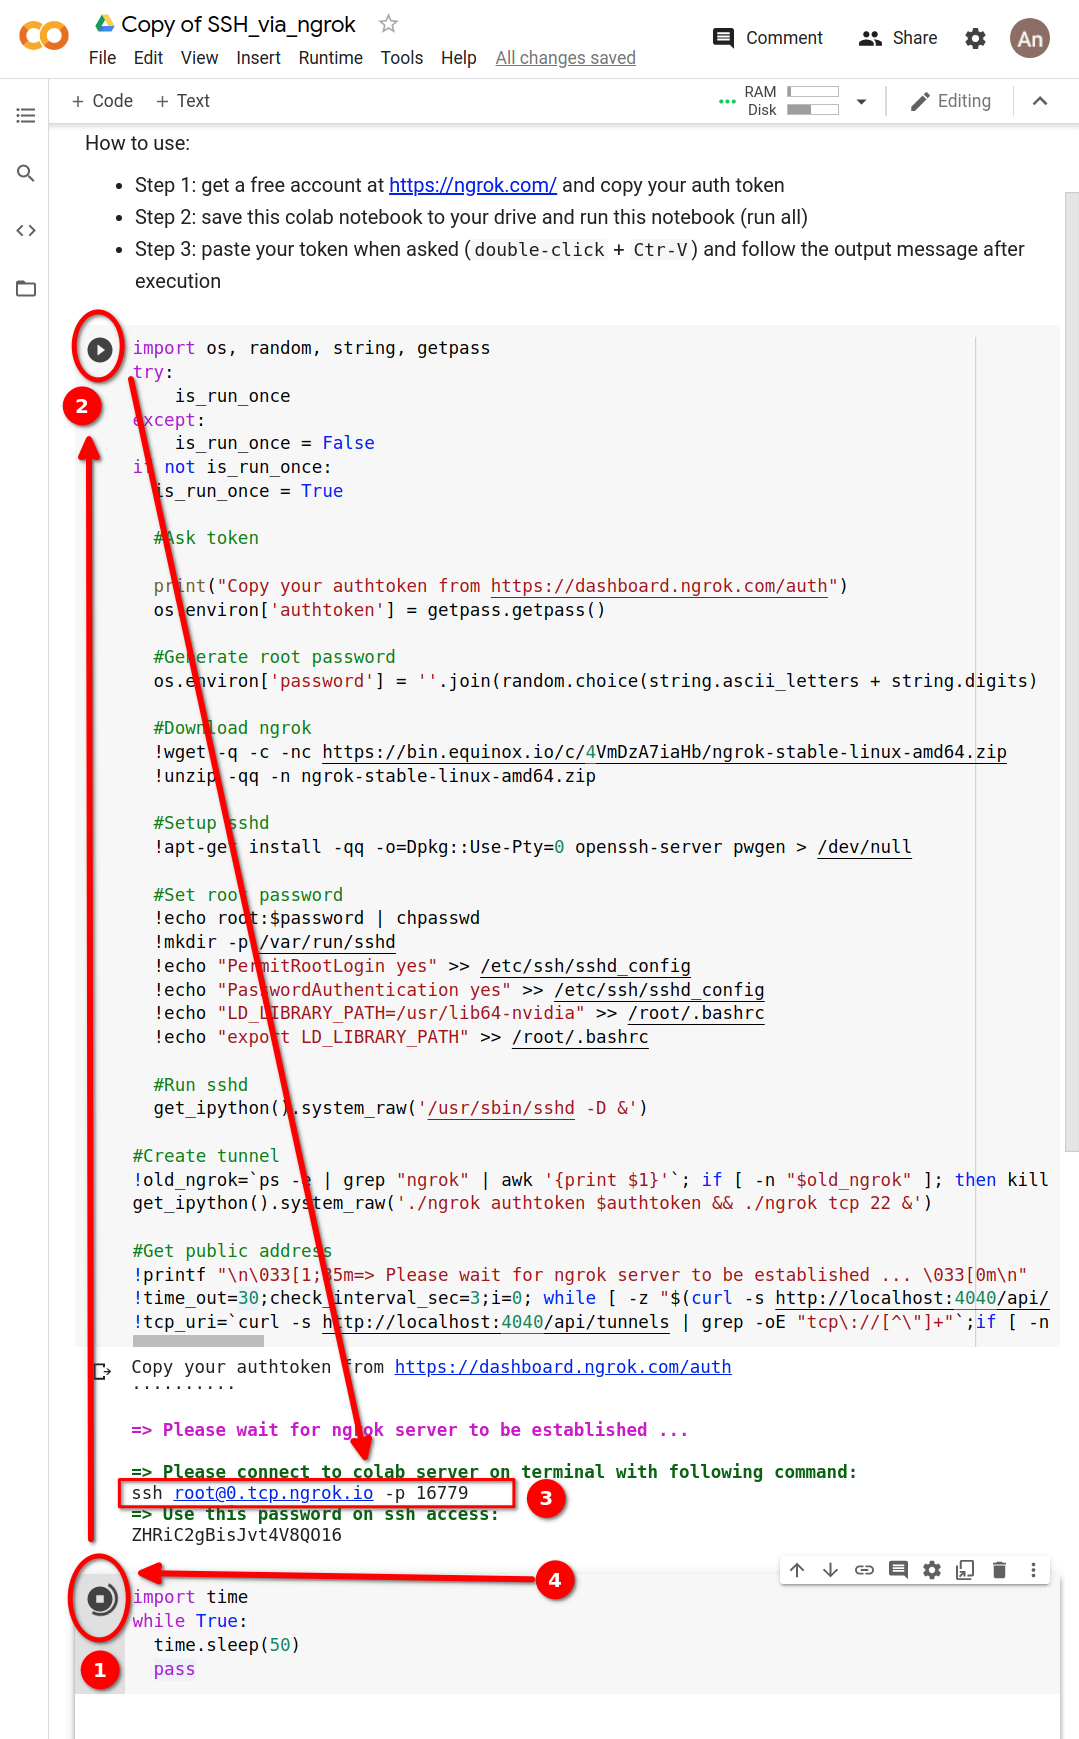 Copy of SSH_via_ngrok
File Edit View Insert Runtime Tools Help All changes saved
Comment Share An
+ Code + Text
RAM
Disk
Editing
How to use:
• Step 1: get a free account at https://ngrok.com/ and copy your auth token
• Step 2: save this colab notebook to your drive and run this notebook (run all)
• Step 3: paste your token when asked (double-click + Ctr-V) and follow the output message after
execution
import os, random, string, getpass
try:
    is_run_once
2
except:
    is_run_once = False
if not is_run_once:
  is_run_once = True
  #Ask token
  print("Copy your authtoken from https://dashboard.ngrok.com/auth")
  os.environ['authtoken'] = getpass.getpass()
  #Generate root password
  os.environ['password'] = ''.join(random.choice(string.ascii_letters + string.digits)
  #Download ngrok
  !wget -q -c -nc https://bin.equinox.io/c/4VmDzA7iaHb/ngrok-stable-linux-amd64.zip
  !unzip -qq -n ngrok-stable-linux-amd64.zip
  #Setup sshd
  !apt-get install -qq -o=Dpkg::Use-Pty=0 openssh-server pwgen > /dev/null
  #Set root password
  !echo root:$password | chpasswd
  !mkdir -p /var/run/sshd
  !echo "PermitRootLogin yes" >> /etc/ssh/sshd_config
  !echo "PasswordAuthentication yes" >> /etc/ssh/sshd_config
  !echo "LD_LIBRARY_PATH=/usr/lib64-nvidia" >> /root/.bashrc
  !echo "export LD_LIBRARY_PATH" >> /root/.bashrc
  #Run sshd
  get_ipython().system_raw('/usr/sbin/sshd -D &')
#Create tunnel
!old_ngrok=`ps -e | grep "ngrok" | awk '{print $1}'`; if [ -n "$old_ngrok" ]; then kill
get_ipython().system_raw('./ngrok authtoken $authtoken && ./ngrok tcp 22 &')
#Get public address
!printf "\n\033[1;35m=> Please wait for ngrok server to be established ... \033[0m\n"
!time_out=30;check_interval_sec=3;i=0; while [ -z "$(curl -s http://localhost:4040/api/
!tcp_uri=`curl -s http://localhost:4040/api/tunnels | grep -oE "tcp\://[^\"]+"`;if [ -n
Copy your authtoken from https://dashboard.ngrok.com/auth
··········
=> Please wait for ngrok server to be established ...
=> Please connect to colab server on terminal with following command:
ssh root@0.tcp.ngrok.io -p 16779
3
=> Use this password on ssh access:
ZHRiC2gBisJvt4V8QO16
4
import time
while True:
  time.sleep(50)
  pass
1